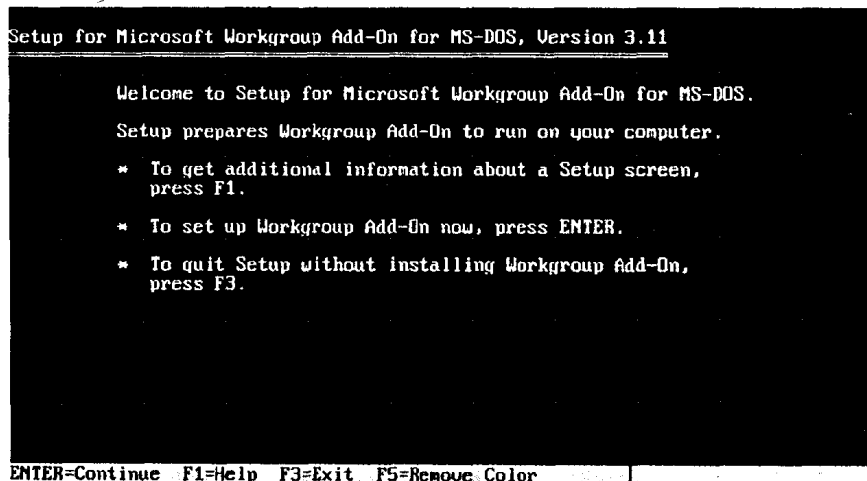 Setup for Microsoft Workgroup Add-On for MS-DOS, Version 3.11
Welcome to Setup for Microsoft Workgroup Add-On for MS-DOS.
Setup prepares Workgroup Add-On to run on your computer.
* To get additional information about a Setup screen,
press F1.
* To set up Workgroup Add-On now, press ENTER.
* To quit Setup without installing Workgroup Add-On,
press F3.
ENTER=Continue F1=Help F3=Exit F5=Remove Color